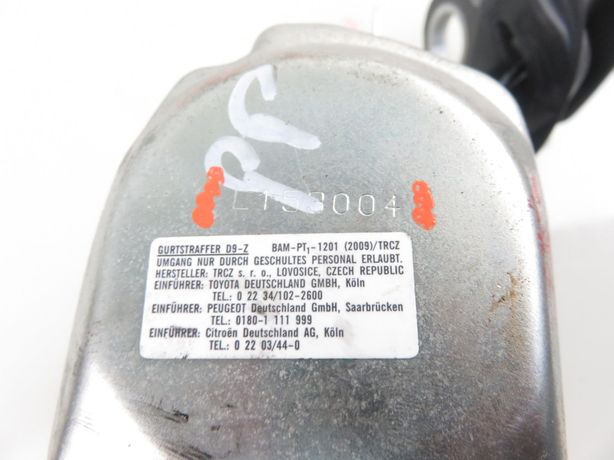 PP
LT53004
GURTSTRAFFER D9-Z BAM-PT₁-1201 (2009)/TRCZ
UMGANG NUR DURCH GESCHULTES PERSONAL ERLAUBT.
HERSTELLER: TRCZ s. r. o., LOVOSICE, CZECH REPUBLIC
EINFÜHRER: TOYOTA DEUTSCHLAND GMBH, Köln
TEL.: 0 22 34/102-2600
EINFÜHRER: PEUGEOT Deutschland GmbH, Saarbrücken
TEL.: 0180-1 111 999
EINFÜHRER: Citroën Deutschland AG, Köln
TEL.: 0 22 03/44-0